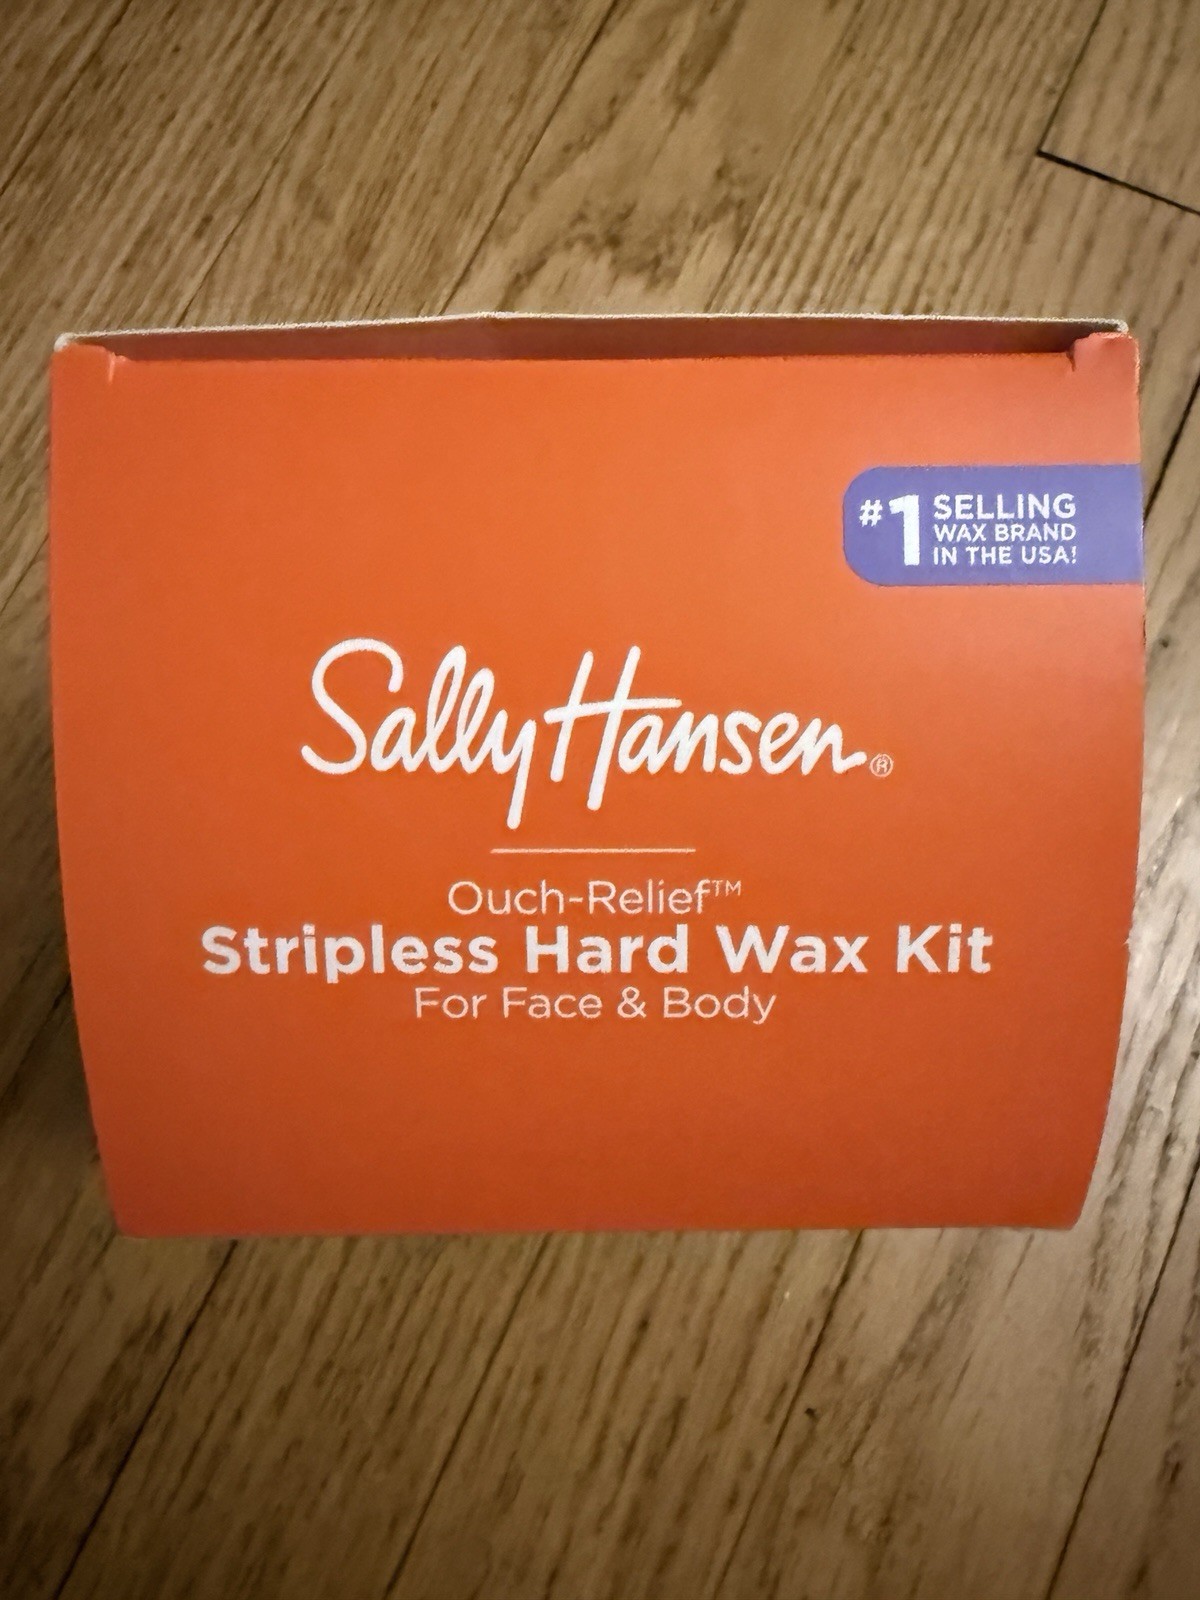 #1 SELLING
WAX BRAND
IN THE USA!
Sally Hansen®
Ouch-Relief™
Stripless Hard Wax Kit
For Face & Body